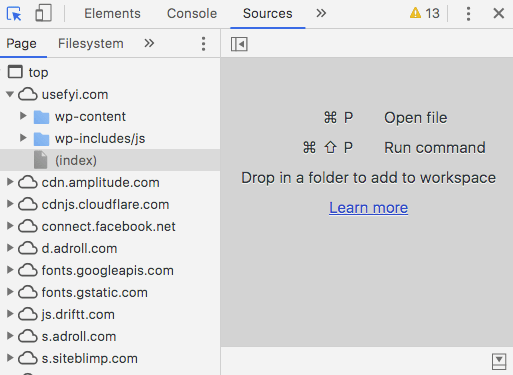 Elements Console Sources » 13
Page Filesystem »
top
usefyi.com
wp-content
wp-includes/js
(index)
cdn.amplitude.com
cdnjs.cloudflare.com
connect.facebook.net
d.adroll.com
fonts.googleapis.com
fonts.gstatic.com
js.driftt.com
s.adroll.com
s.siteblimp.com
⌘ P Open file
⌘ ⇧ P Run command
Drop in a folder to add to workspace
Learn more